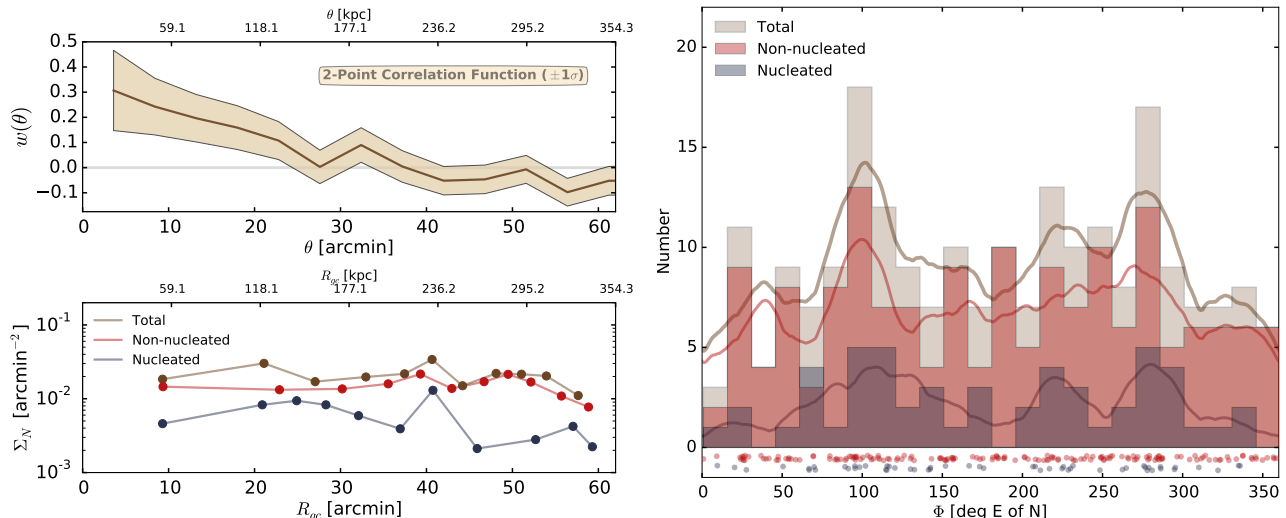 θ [kpc]
59.1 118.1 177.1 236.2 295.2 354.3
0.5
0.4
0.3
0.2
0.1
0.0
−0.1
w(θ)
2-Point Correlation Function (±1σ)
0 10 20 30 40 50 60
θ [arcmin]
R_gc [kpc]
59.1 118.1 177.1 236.2 295.2 354.3
10^-1
10^-2
10^-3
Σ_N [arcmin^-2]
Total
Non-nucleated
Nucleated
0 10 20 30 40 50 60
R_gc [arcmin]
20
15
10
5
0
Number
Total
Non-nucleated
Nucleated
0 50 100 150 200 250 300 350
Φ [deg E of N]